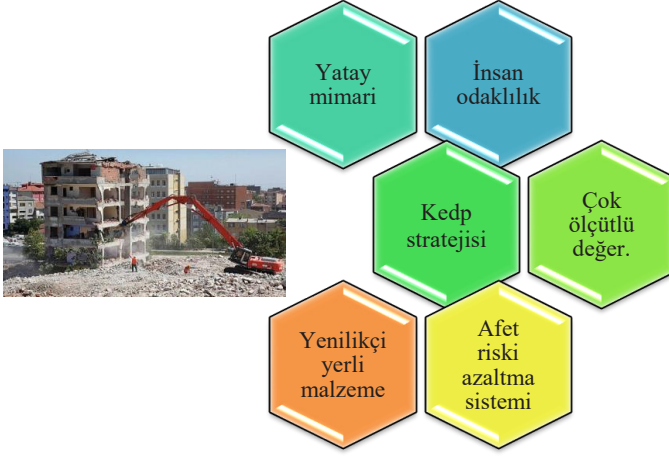 Yatay
mimari
İnsan
odaklılık
Kedp
stratejisi
Çok
ölçütlü
değer.
Yenilikçi
yerli
malzeme
Afet
riski
azaltma
sistemi